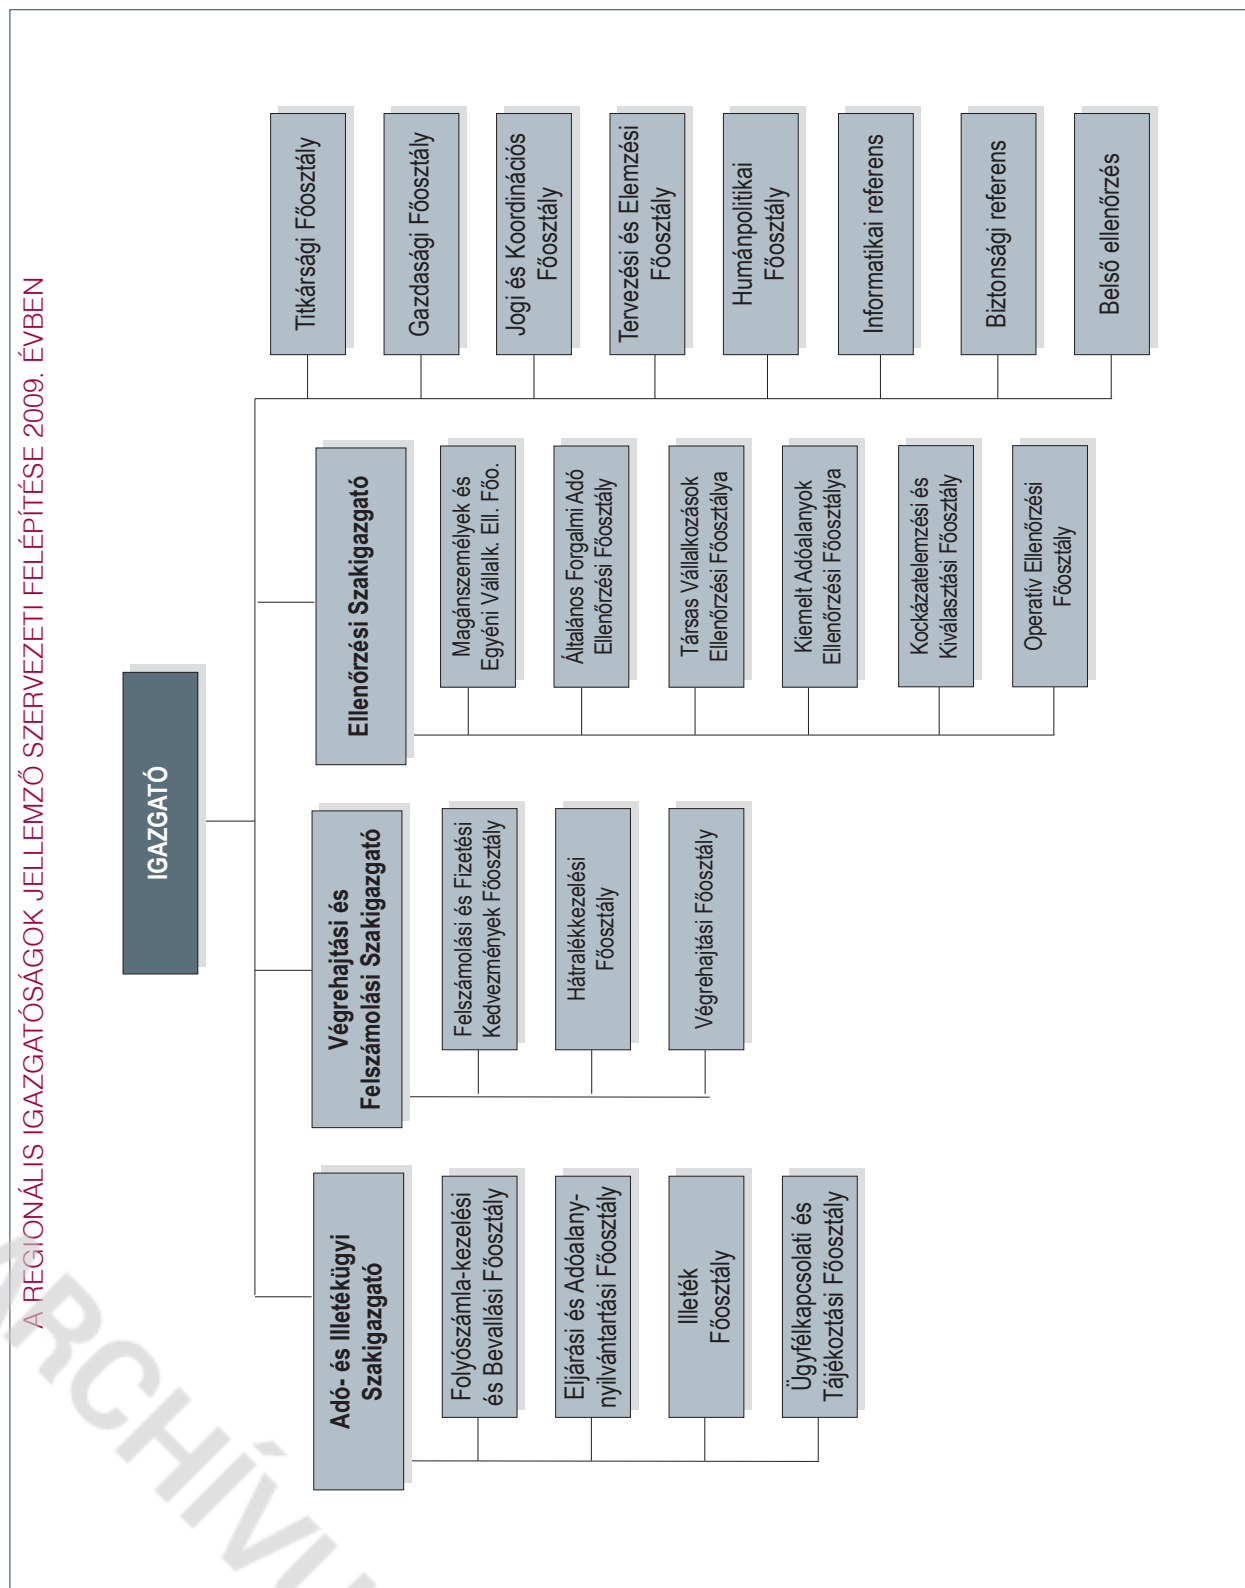 A REGIONÁLIS IGAZGATÓSÁGOK JELLEMZŐ SZERVEZETI FELÉPÍTÉSE 2009. ÉVBEN
IGAZGATÓ
Adó- és Illetékügyi
Szakigazgató
Folyószámla-kezelési
és Bevallási Főosztály
Eljárási és Adóalany-
nyilvántartási Főosztály
Illeték
Főosztály
Ügyfélkapcsolati és
Tájékoztási Főosztály
Végrehajtási és
Felszámolási Szakigazgató
Felszámolási és Fizetési
Kedvezmények Főosztály
Hátralékkezelési
Főosztály
Végrehajtási Főosztály
Ellenőrzési Szakigazgató
Magánszemélyek és
Egyéni Vállalk. Ell. Főo.
Általános Forgalmi Adó
Ellenőrzési Főosztály
Társas Vállalkozások
Ellenőrzési Főosztálya
Kiemelt Adóalanyok
Ellenőrzési Főosztálya
Kockázatelemzési és
Kiválasztási Főosztály
Operatív Ellenőrzési
Főosztály
Titkársági Főosztály
Gazdasági Főosztály
Jogi és Koordinációs
Főosztály
Tervezési és Elemzési
Főosztály
Humánpolitikai
Főosztály
Informatikai referens
Biztonsági referens
Belső ellenőrzés